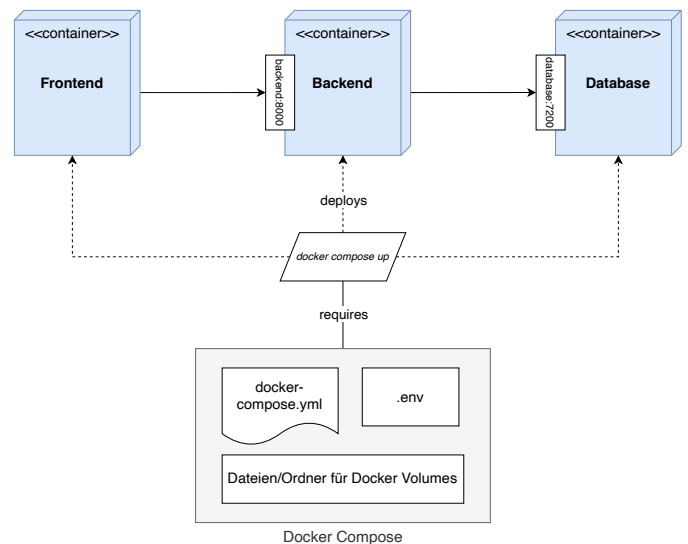 <<container>>
Frontend
backend:8000
<<container>>
Backend
database:7200
<<container>>
Database
deploys
docker compose up
requires
docker-
compose.yml
.env
Dateien/Ordner für Docker Volumes
Docker Compose